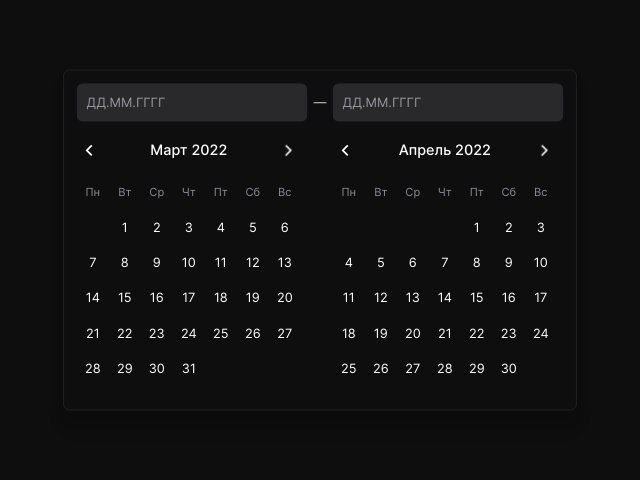 ДД.ММ.ГГГГ — ДД.ММ.ГГГГ
Март 2022
Пн Вт Ср Чт Пт Сб Вс
1 2 3 4 5 6
7 8 9 10 11 12 13
14 15 16 17 18 19 20
21 22 23 24 25 26 27
28 29 30 31
Апрель 2022
Пн Вт Ср Чт Пт Сб Вс
1 2 3
4 5 6 7 8 9 10
11 12 13 14 15 16 17
18 19 20 21 22 23 24
25 26 27 28 29 30